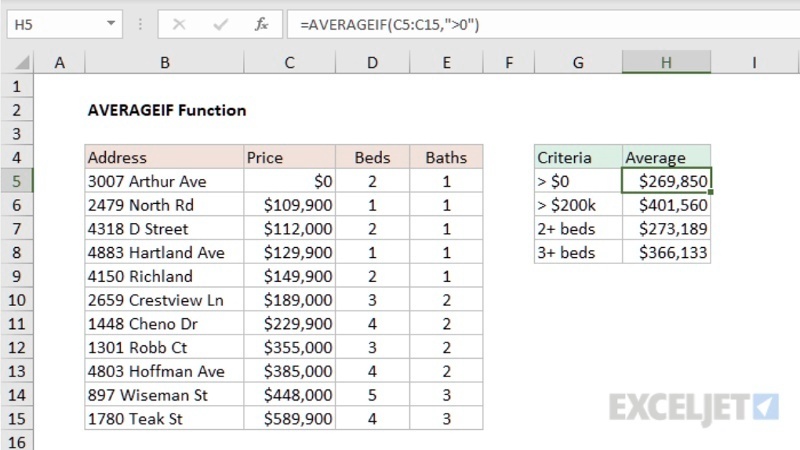 H5 fx =AVERAGEIF(C5:C15,">0")
A B C D E F G H I
1
2 AVERAGEIF Function
3
4 Address Price Beds Baths Criteria Average
5 3007 Arthur Ave $0 2 1 > $0 $269,850
6 2479 North Rd $109,900 1 1 > $200k $401,560
7 4318 D Street $112,000 2 1 2+ beds $273,189
8 4883 Hartland Ave $129,900 1 1 3+ beds $366,133
9 4150 Richland $149,900 2 1
10 2659 Crestview Ln $189,000 3 2
11 1448 Cheno Dr $229,900 4 2
12 1301 Robb Ct $355,000 3 2
13 4803 Hoffman Ave $385,000 4 2
14 897 Wiseman St $448,000 5 3
15 1780 Teak St $589,900 4 3
16
EXCELJET